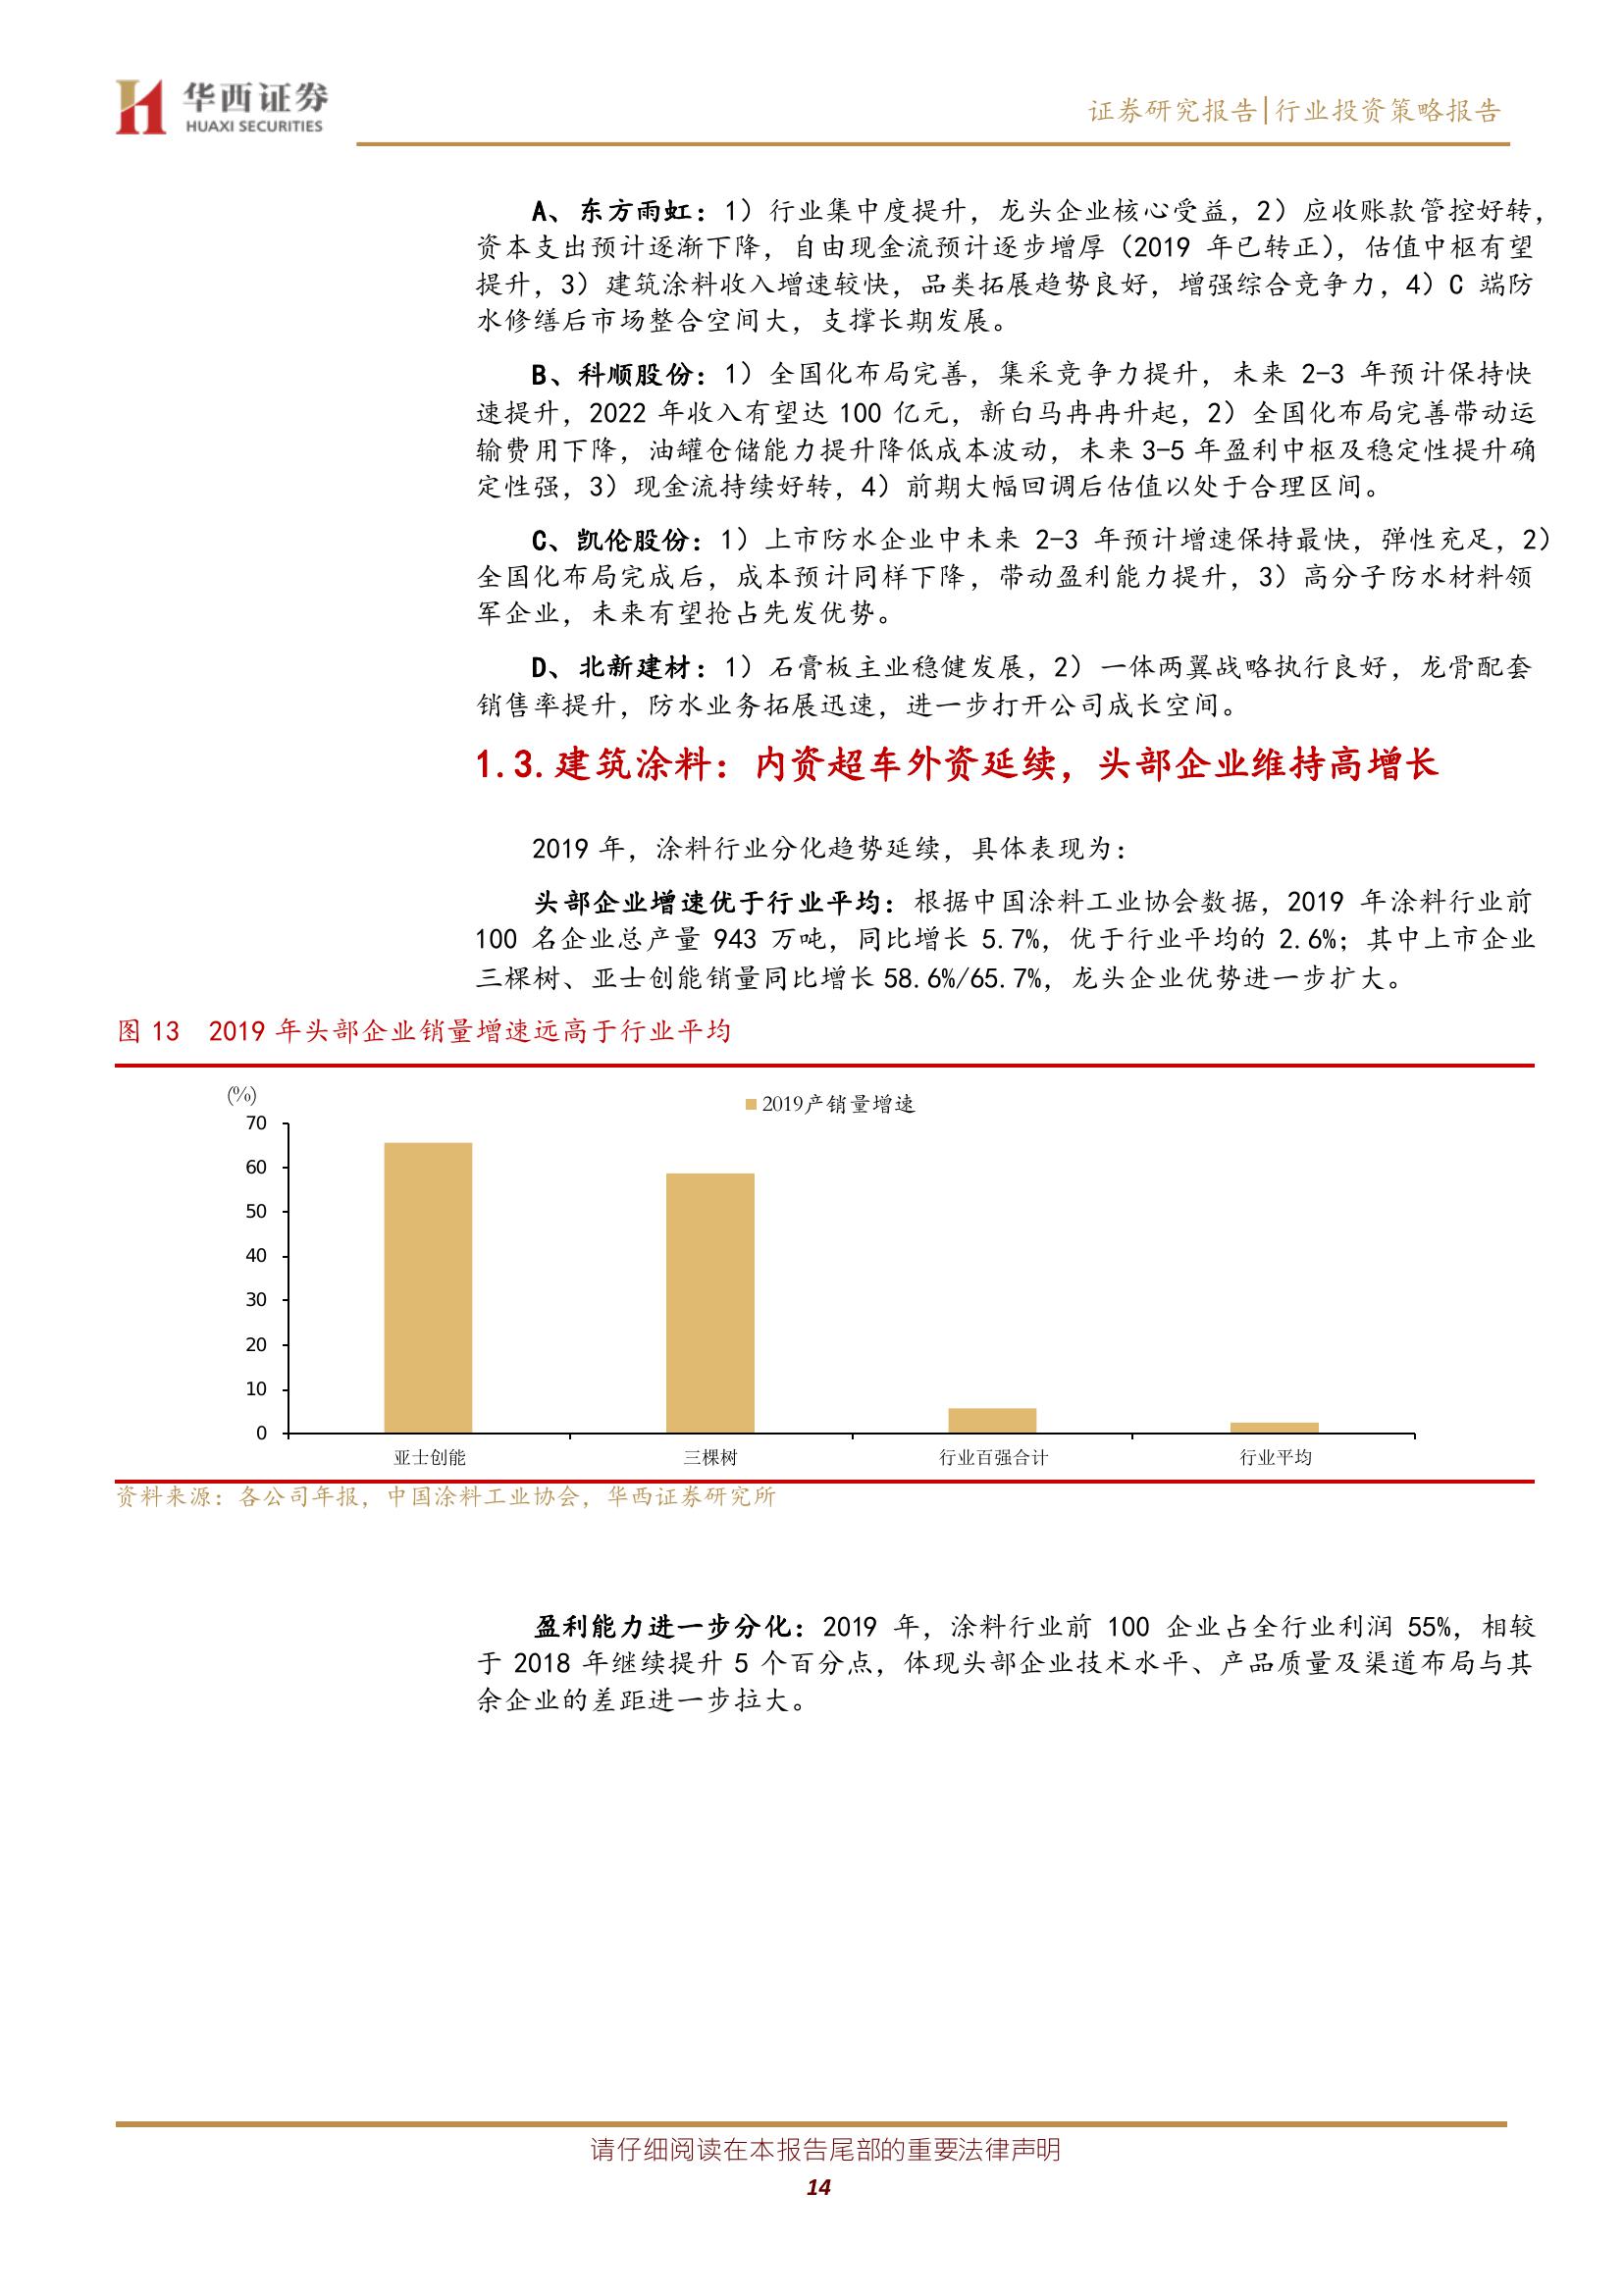 华西证券
HUAXI SECURITIES
证券研究报告|行业投资策略报告
A、东方雨虹：1）行业集中度提升，龙头企业核心受益，2）应收账款管控好转，
资本支出预计逐渐下降，自由现金流预计逐步增厚（2019 年已转正），估值中枢有望
提升，3）建筑涂料收入增速较快，品类拓展趋势良好，增强综合竞争力，4）C 端防
水修缮后市场整合空间大，支撑长期发展。
B、科顺股份：1）全国化布局完善，集采竞争力提升，未来 2-3 年预计保持快
速提升，2022 年收入有望达 100 亿元，新白马冉冉升起，2）全国化布局完善带动运
输费用下降，油罐仓储能力提升降低成本波动，未来 3-5 年盈利中枢及稳定性提升确
定性强，3）现金流持续好转，4）前期大幅回调后估值以处于合理区间。
C、凯伦股份：1）上市防水企业中未来 2-3 年预计增速保持最快，弹性充足，2）
全国化布局完成后，成本预计同样下降，带动盈利能力提升，3）高分子防水材料领
军企业，未来有望抢占先发优势。
D、北新建材：1）石膏板主业稳健发展，2）一体两翼战略执行良好，龙骨配套
销售率提升，防水业务拓展迅速，进一步打开公司成长空间。
1.3.建筑涂料：内资超车外资延续，头部企业维持高增长
2019 年，涂料行业分化趋势延续，具体表现为：
头部企业增速优于行业平均：根据中国涂料工业协会数据，2019 年涂料行业前
100 名企业总产量 943 万吨，同比增长 5.7%，优于行业平均的 2.6%；其中上市企业
三棵树、亚士创能销量同比增长 58.6%/65.7%，龙头企业优势进一步扩大。
图 13 2019 年头部企业销量增速远高于行业平均
(%)
2019产销量增速
70
60
50
40
30
20
10
0
亚士创能 三棵树 行业百强合计 行业平均
资料来源：各公司年报，中国涂料工业协会，华西证券研究所
盈利能力进一步分化：2019 年，涂料行业前 100 企业占全行业利润 55%，相较
于 2018 年继续提升 5 个百分点，体现头部企业技术水平、产品质量及渠道布局与其
余企业的差距进一步拉大。
请仔细阅读在本报告尾部的重要法律声明
14